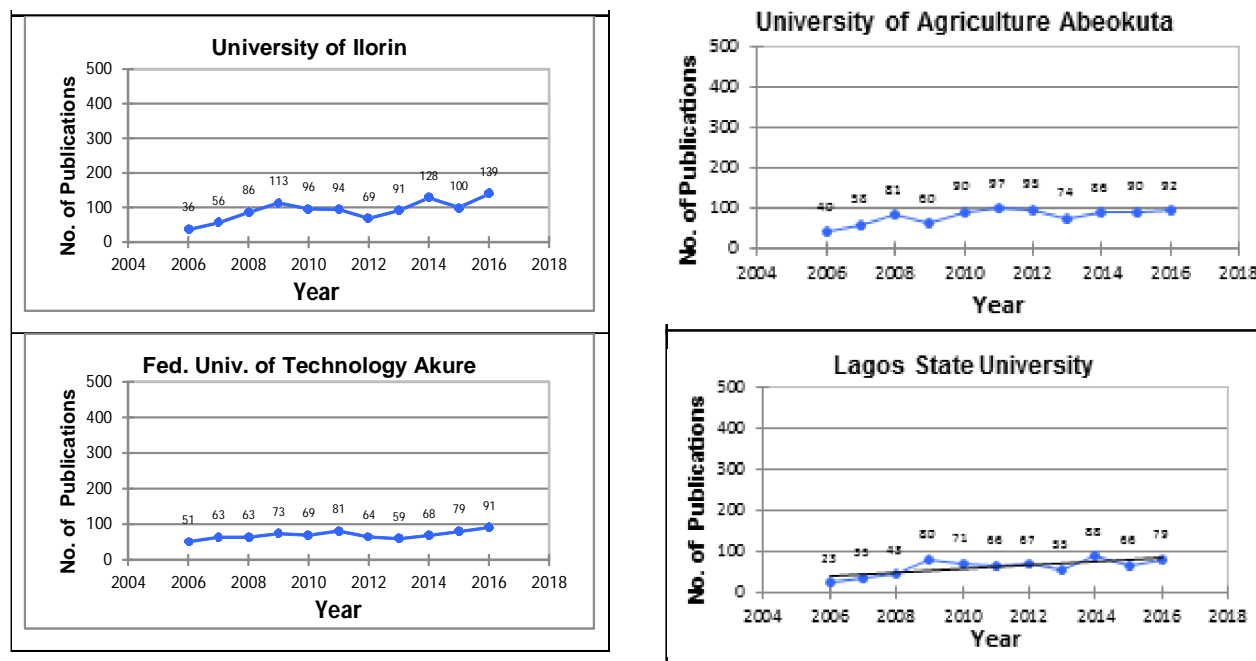 University of Ilorin
No. of Publications
500
400
300
200
100
0
36 56 86 113 96 94 69 91 128 100 139
2004 2006 2008 2010 2012 2014 2016 2018
Year
University of Agriculture Abeokuta
No. of Publications
500
400
300
200
100
0
40 81 60 90 97 74 90 92
2004 2006 2008 2010 2012 2014 2016 2018
Year
Fed. Univ. of Technology Akure
No. of Publications
500
400
300
200
100
0
51 63 63 73 69 81 64 59 68 79 91
2004 2006 2008 2010 2012 2014 2016 2018
Year
Lagos State University
No. of Publications
500
400
300
200
100
0
80 71 66 67 88 66 79
2004 2006 2008 2010 2012 2014 2016 2018
Year